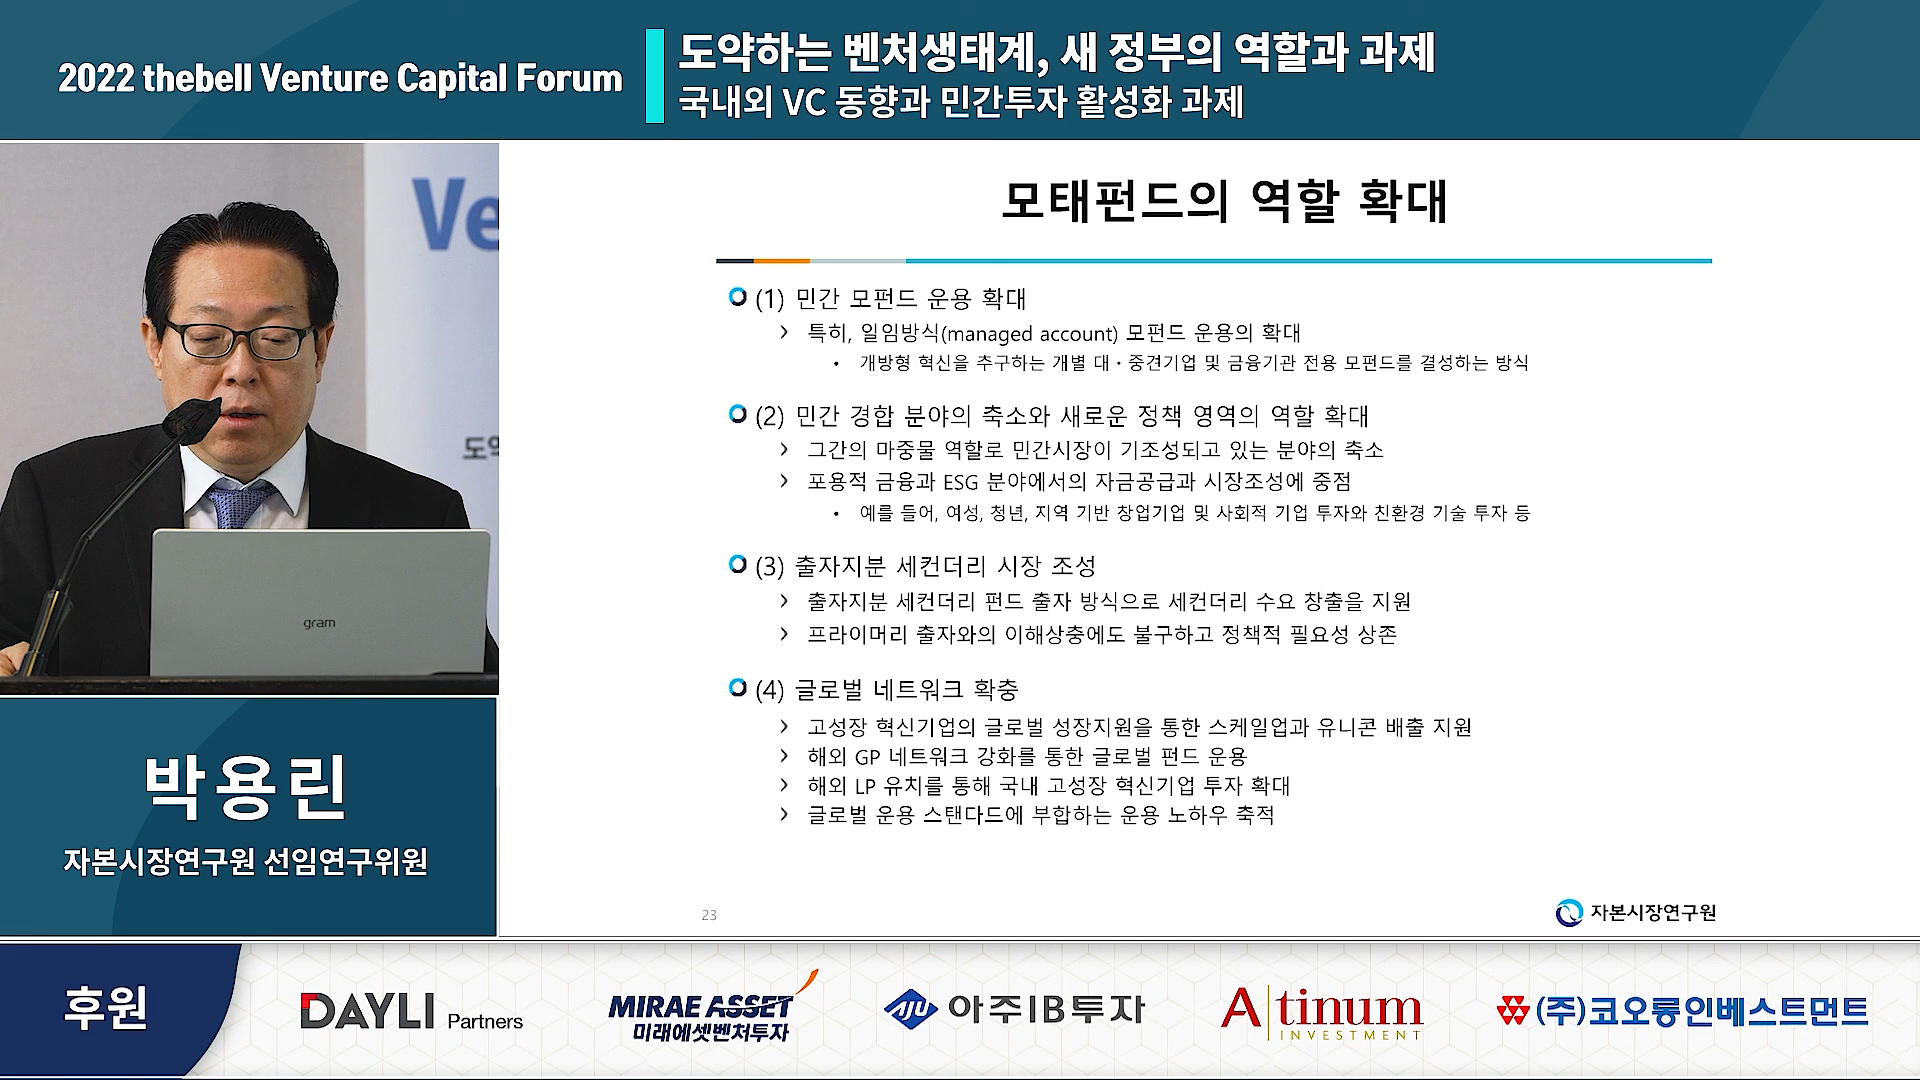 2022 thebell Venture Capital Forum
도약하는 벤처생태계, 새 정부의 역할과 과제
국내외 VC 동향과 민간투자 활성화 과제
Ve
도약
gram
박용린
자본시장연구원 선임연구위원
모태펀드의 역할 확대
(1) 민간 모펀드 운용 확대
› 특히, 일임방식(managed account) 모펀드 운용의 확대
• 개방형 혁신을 추구하는 개별 대・중견기업 및 금융기관 전용 모펀드를 결성하는 방식
(2) 민간 경합 분야의 축소와 새로운 정책 영역의 역할 확대
› 그간의 마중물 역할로 민간시장이 기조성되고 있는 분야의 축소
› 포용적 금융과 ESG 분야에서의 자금공급과 시장조성에 중점
• 예를 들어, 여성, 청년, 지역 기반 창업기업 및 사회적 기업 투자와 친환경 기술 투자 등
(3) 출자지분 세컨더리 시장 조성
› 출자지분 세컨더리 펀드 출자 방식으로 세컨더리 수요 창출을 지원
› 프라이머리 출자와의 이해상충에도 불구하고 정책적 필요성 상존
(4) 글로벌 네트워크 확충
› 고성장 혁신기업의 글로벌 성장지원을 통한 스케일업과 유니콘 배출 지원
› 해외 GP 네트워크 강화를 통한 글로벌 펀드 운용
› 해외 LP 유치를 통해 국내 고성장 혁신기업 투자 확대
› 글로벌 운용 스탠다드에 부합하는 운용 노하우 축적
23
자본시장연구원
후원
DAYLI Partners
MIRAE ASSET
미래에셋벤처투자
AJU 아주IB투자
Atinum
INVESTMENT
(주)코오롱인베스트먼트